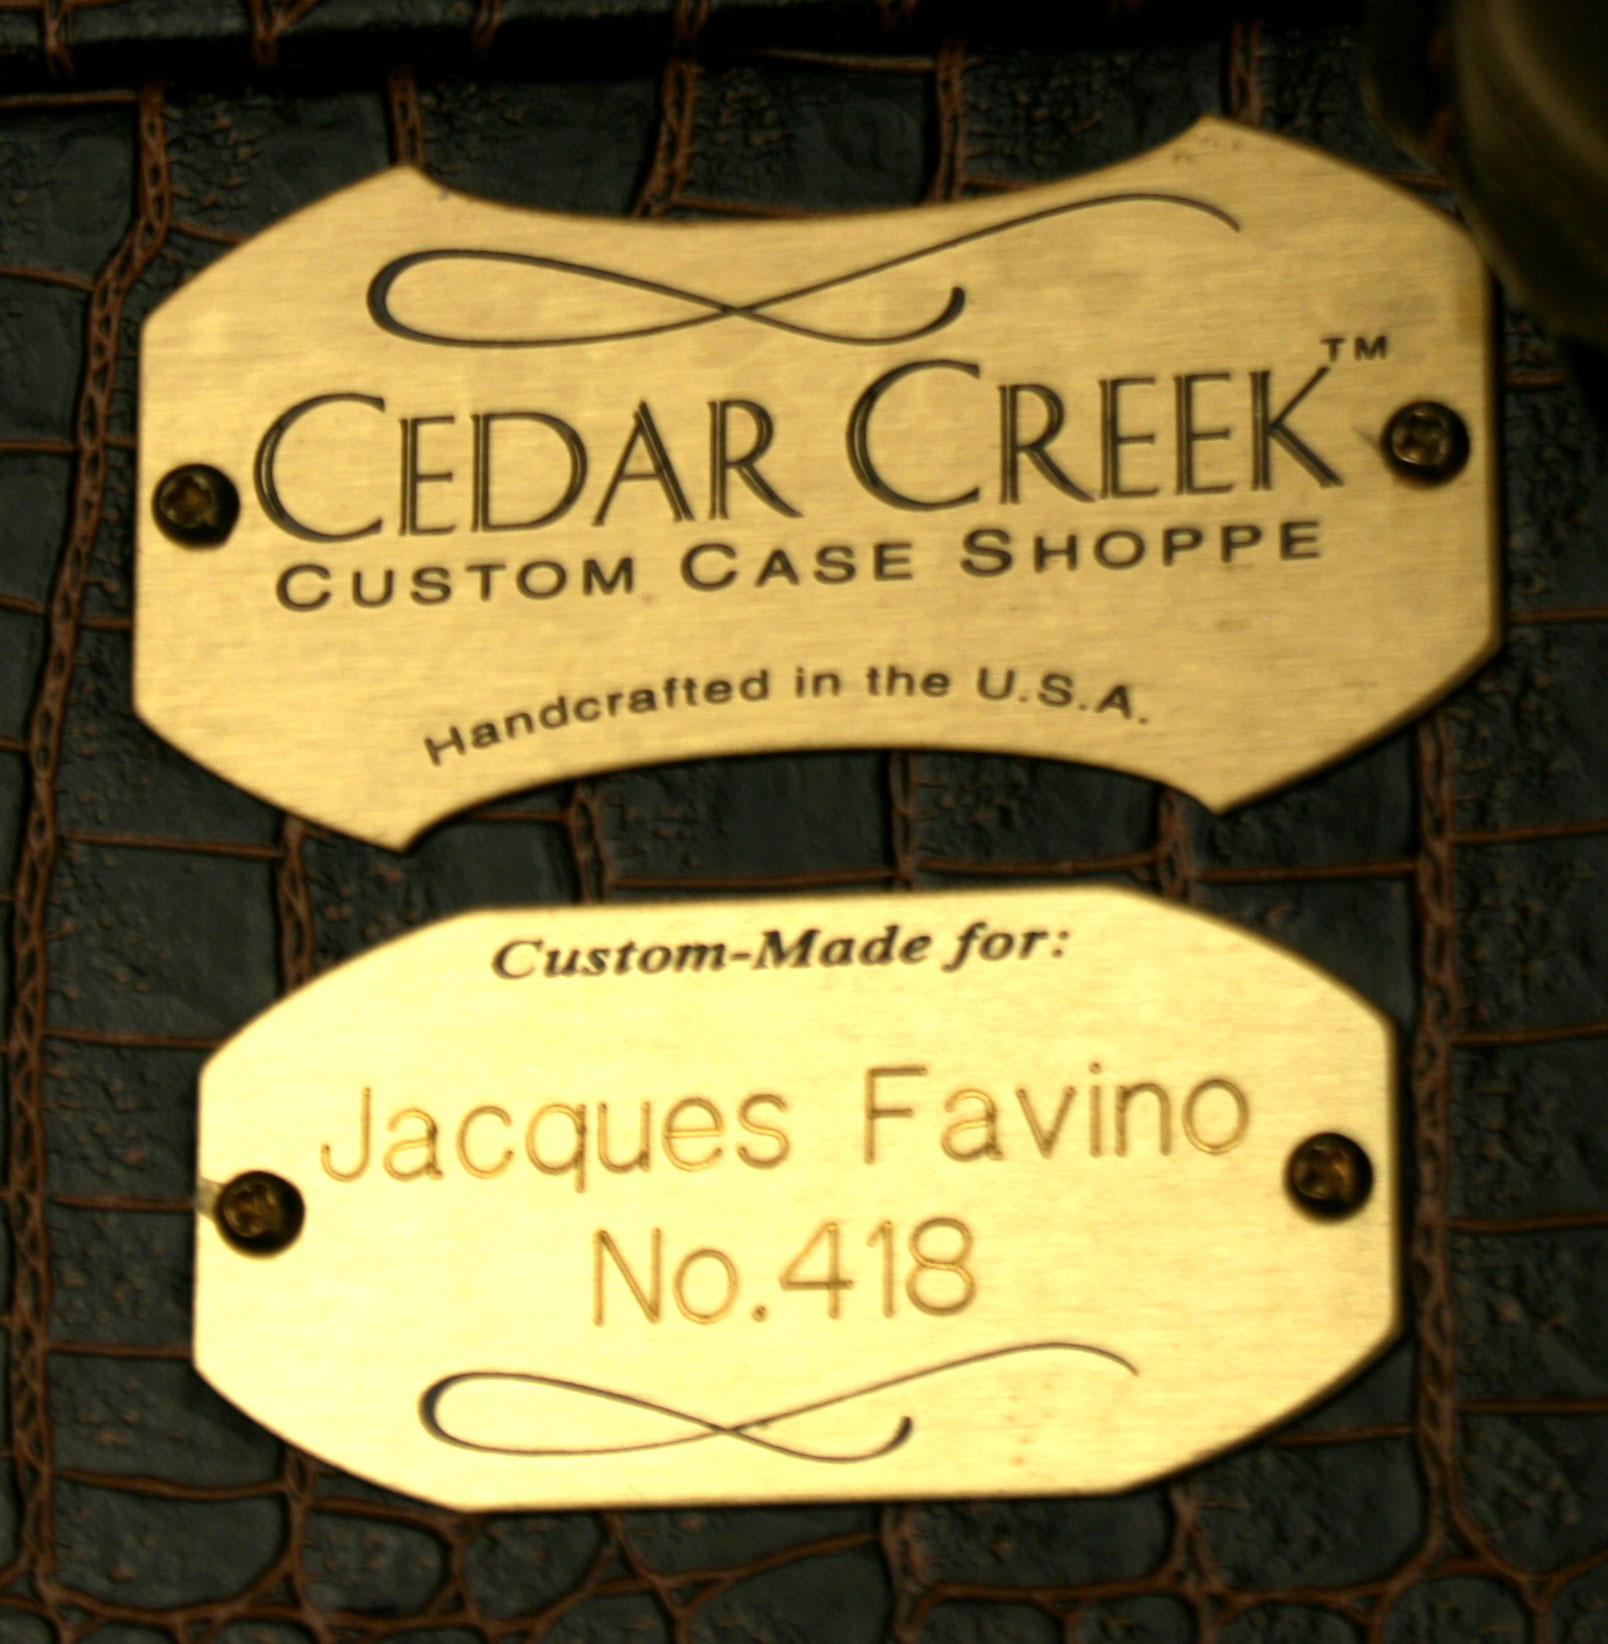 CEDAR CREEK™
CUSTOM CASE SHOPPE
Handcrafted in the U.S.A.
Custom-Made for:
Jacques Favino
No.418